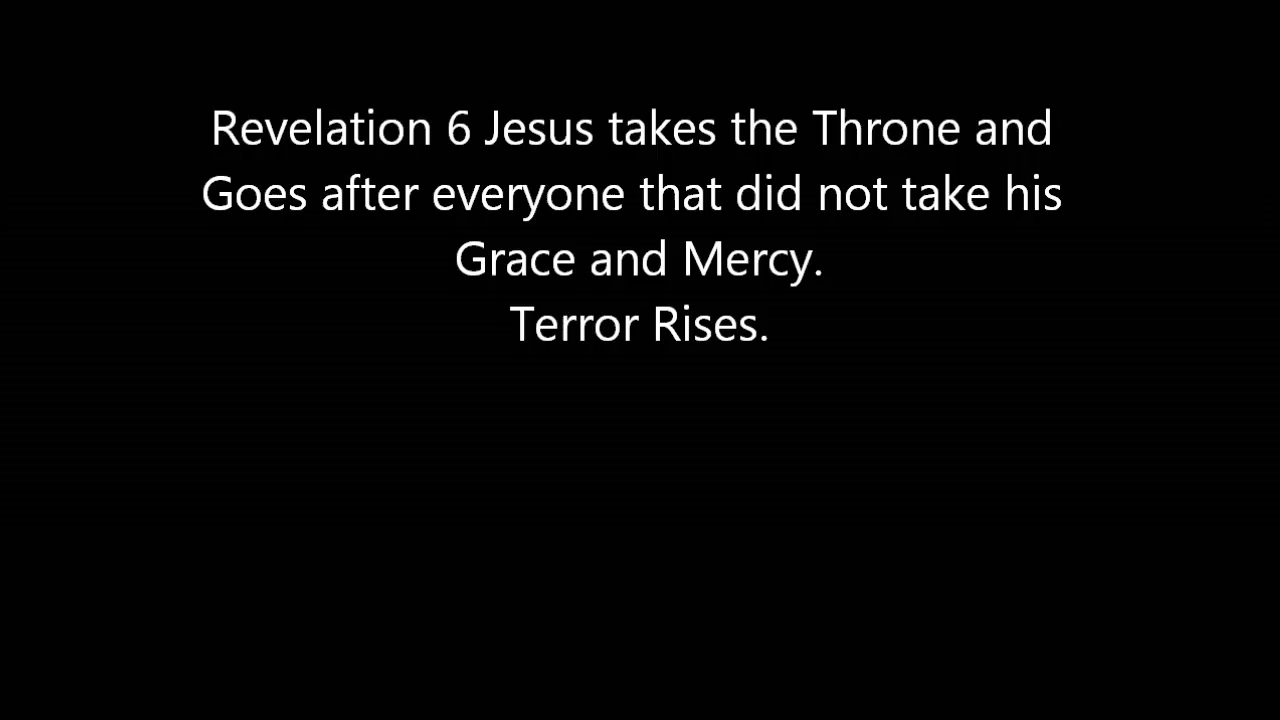 Revelation 6 Jesus takes the Throne and
Goes after everyone that did not take his
Grace and Mercy.
Terror Rises.